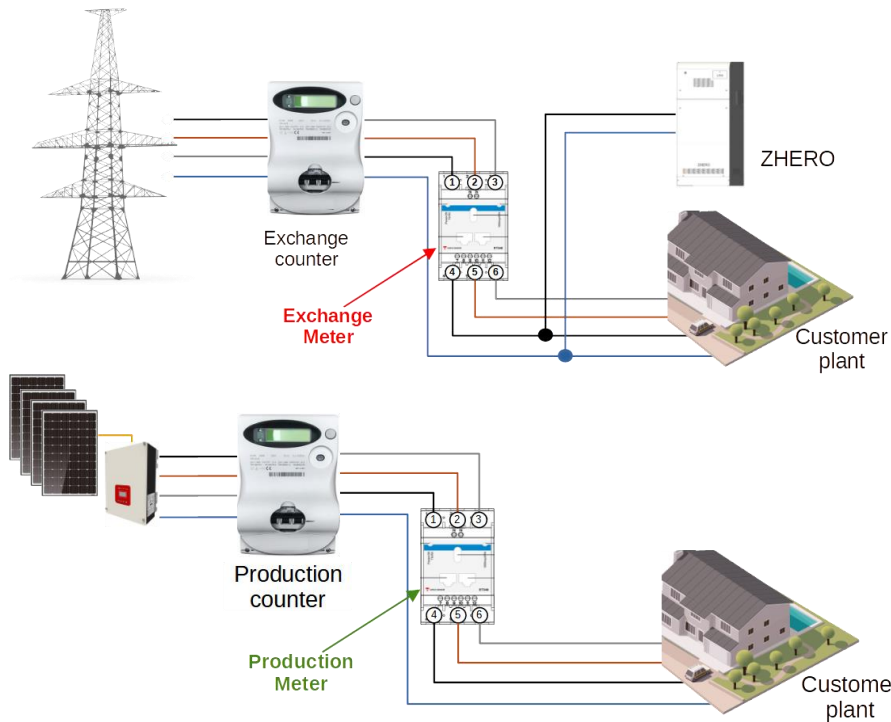 ZHERO
Exchange
counter
1 2 3
4 5 6
Exchange
Meter
Customer
plant
1 2 3
Production
counter
4 5 6
Production
Meter
Custome
plant